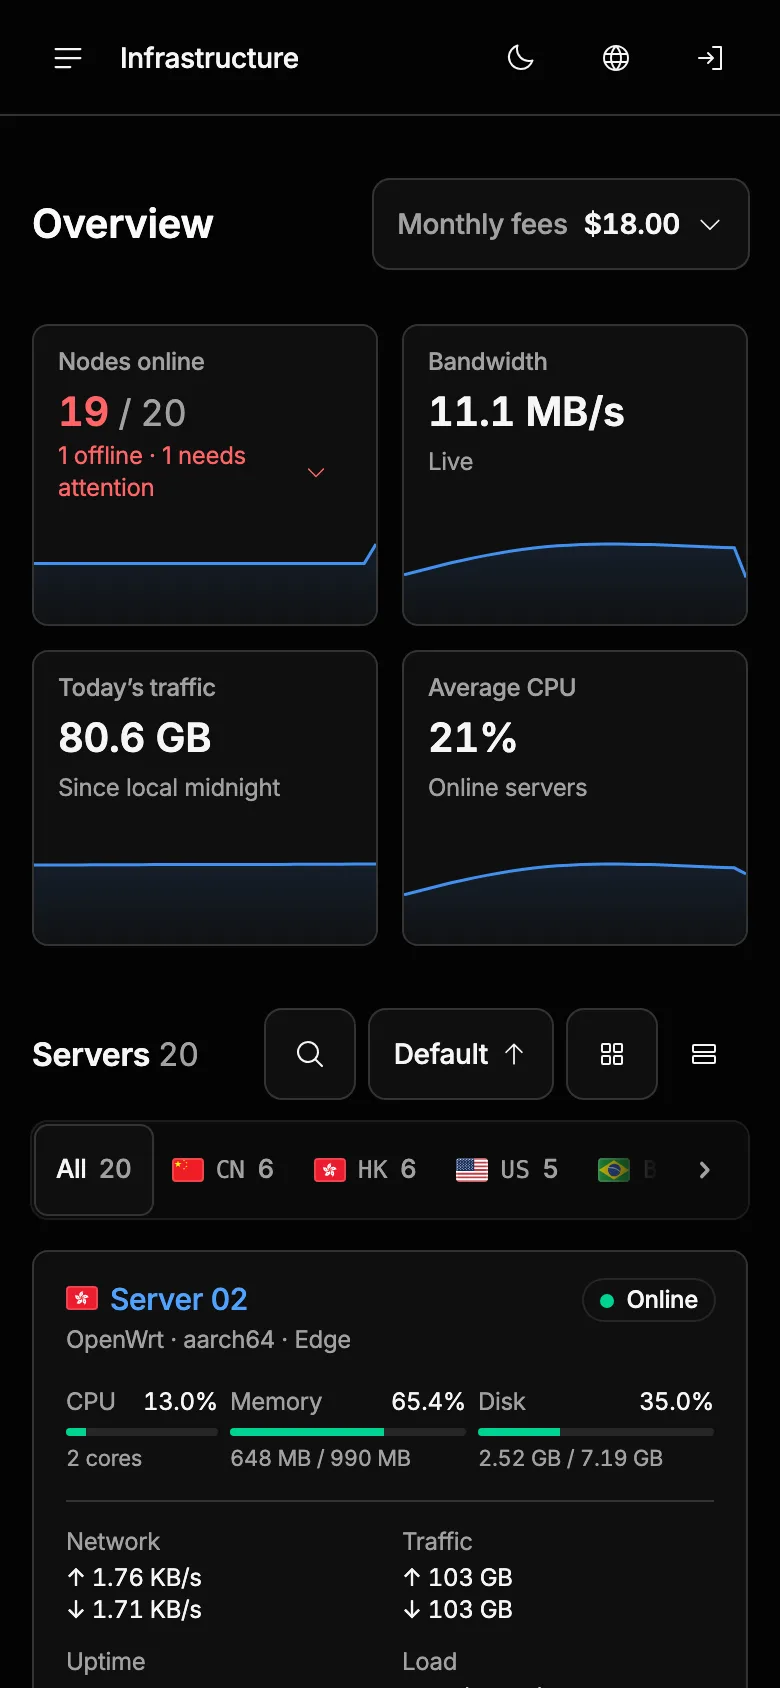 Infrastructure
Overview
Monthly fees $18.00
Nodes online
19 / 20
1 offline · 1 needs
attention
Bandwidth
11.1 MB/s
Live
Today’s traffic
80.6 GB
Since local midnight
Average CPU
21%
Online servers
Servers 20
Default ↑
All 20
CN 6
HK 6
US 5
Server 02
Online
OpenWrt · aarch64 · Edge
CPU 13.0%
Memory 65.4%
Disk 35.0%
2 cores
648 MB / 990 MB
2.52 GB / 7.19 GB
Network
↑ 1.76 KB/s
↓ 1.71 KB/s
Traffic
↑ 103 GB
↓ 103 GB
Uptime
Load